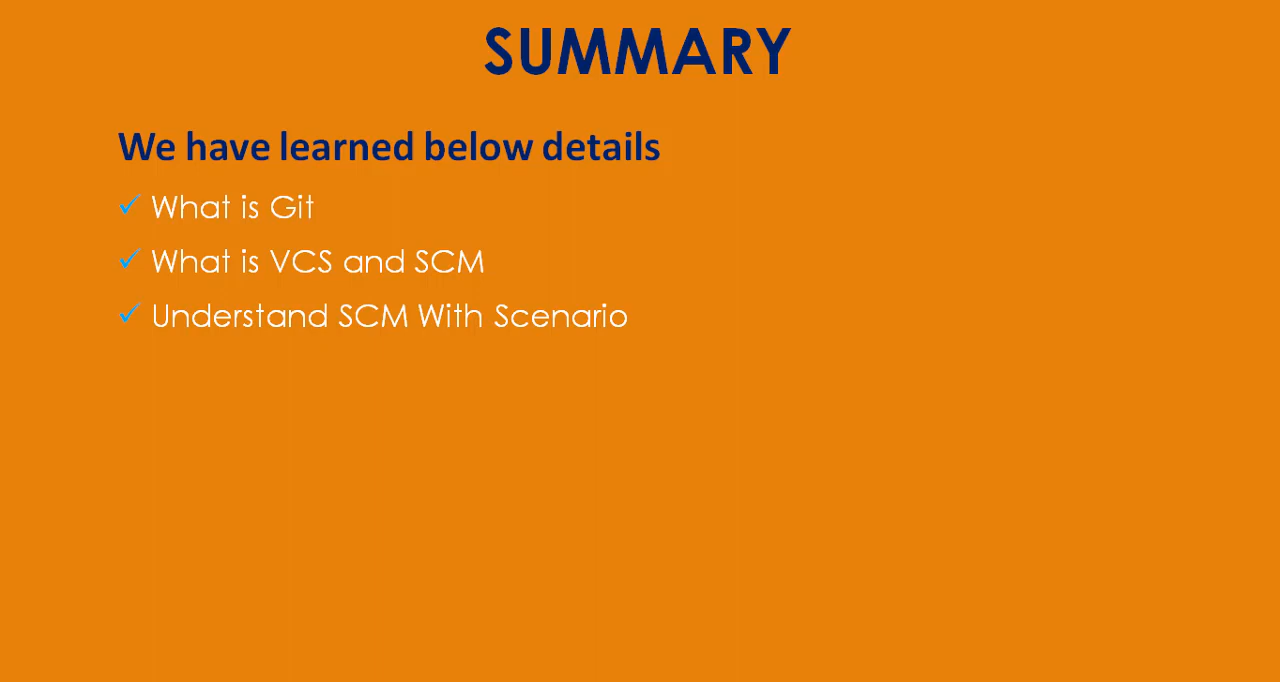 SUMMARY
We have learned below details
✓ What is Git
✓ What is VCS and SCM
✓ Understand SCM With Scenario